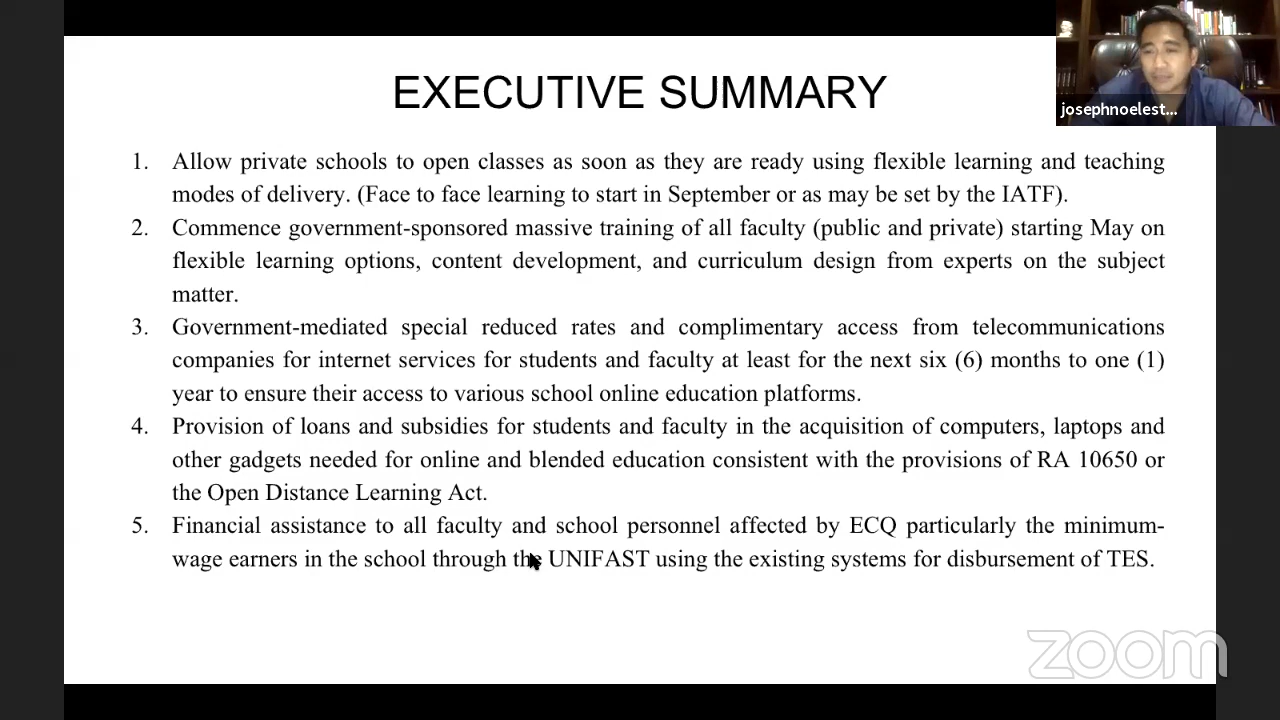 EXECUTIVE SUMMARY
josephnoelest...
1. Allow private schools to open classes as soon as they are ready using flexible learning and teaching
modes of delivery. (Face to face learning to start in September or as may be set by the IATF).
2. Commence government-sponsored massive training of all faculty (public and private) starting May on
flexible learning options, content development, and curriculum design from experts on the subject
matter.
3. Government-mediated special reduced rates and complimentary access from telecommunications
companies for internet services for students and faculty at least for the next six (6) months to one (1)
year to ensure their access to various school online education platforms.
4. Provision of loans and subsidies for students and faculty in the acquisition of computers, laptops and
other gadgets needed for online and blended education consistent with the provisions of RA 10650 or
the Open Distance Learning Act.
5. Financial assistance to all faculty and school personnel affected by ECQ particularly the minimum-
wage earners in the school through the UNIFAST using the existing systems for disbursement of TES.
zoom